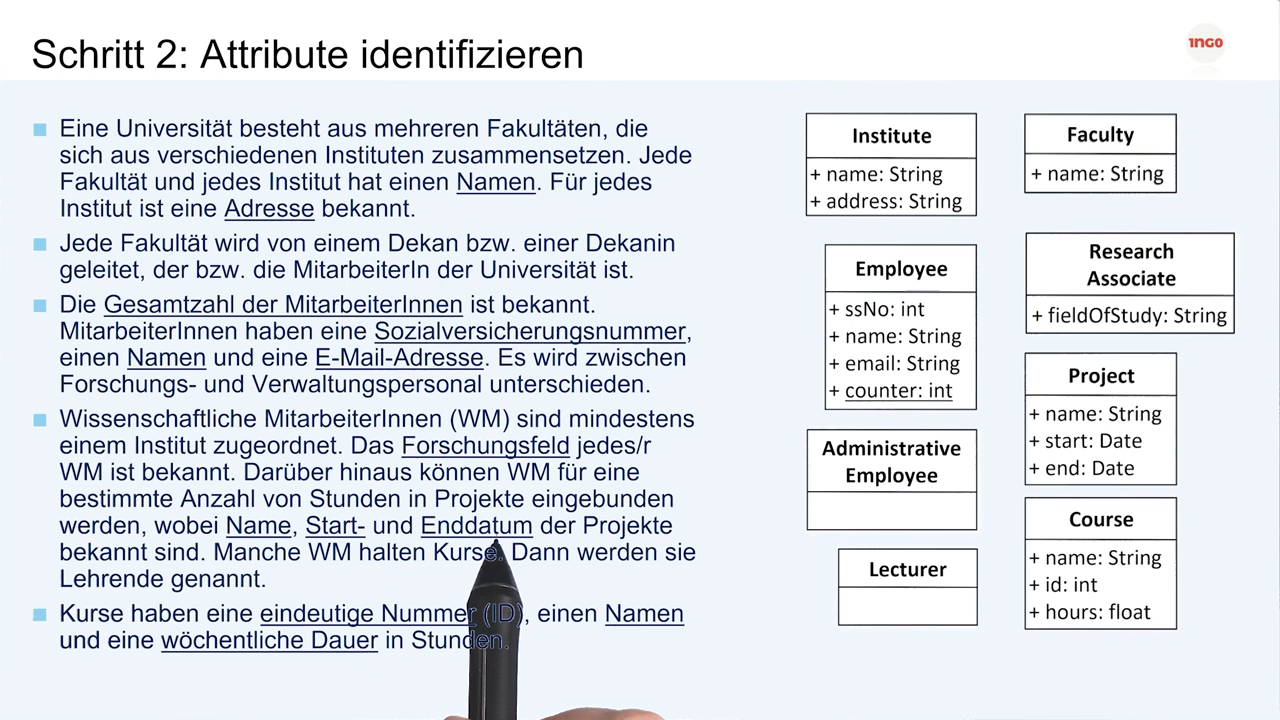 Schritt 2: Attribute identifizieren
1NGO
Eine Universität besteht aus mehreren Fakultäten, die
sich aus verschiedenen Instituten zusammensetzen. Jede
Fakultät und jedes Institut hat einen Namen. Für jedes
Institut ist eine Adresse bekannt.
Jede Fakultät wird von einem Dekan bzw. einer Dekanin
geleitet, der bzw. die MitarbeiterIn der Universität ist.
Die Gesamtzahl der MitarbeiterInnen ist bekannt.
MitarbeiterInnen haben eine Sozialversicherungsnummer,
einen Namen und eine E-Mail-Adresse. Es wird zwischen
Forschungs- und Verwaltungspersonal unterschieden.
Wissenschaftliche MitarbeiterInnen (WM) sind mindestens
einem Institut zugeordnet. Das Forschungsfeld jedes/r
WM ist bekannt. Darüber hinaus können WM für eine
bestimmte Anzahl von Stunden in Projekte eingebunden
werden, wobei Name, Start- und Enddatum der Projekte
bekannt sind. Manche WM halten Kurse. Dann werden sie
Lehrende genannt.
Kurse haben eine eindeutige Nummer (ID), einen Namen
und eine wöchentliche Dauer in Stunden.
Institute
+ name: String
+ address: String
Faculty
+ name: String
Employee
+ ssNo: int
+ name: String
+ email: String
+ counter: int
Research
Associate
+ fieldOfStudy: String
Project
+ name: String
+ start: Date
+ end: Date
Administrative
Employee
Lecturer
Course
+ name: String
+ id: int
+ hours: float